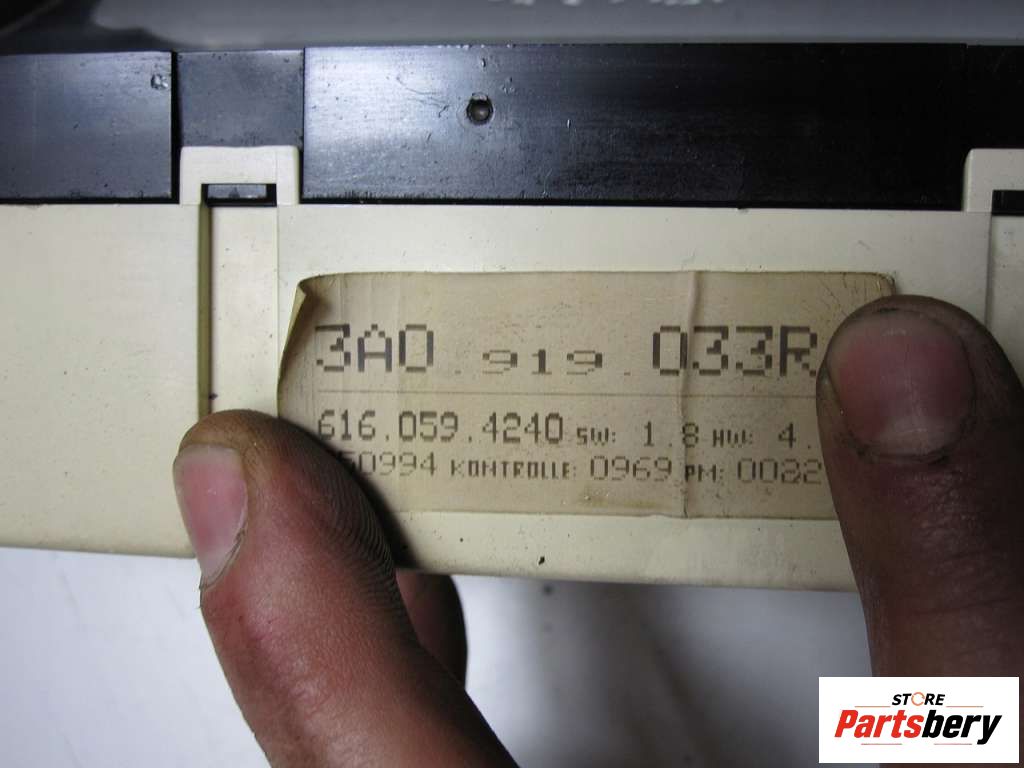 3A0.919.033R
616.059.4240 SW: 1.8 HW: 4.
50994 KONTROLLE: 0969 PM: 0022
STORE
Partsbery